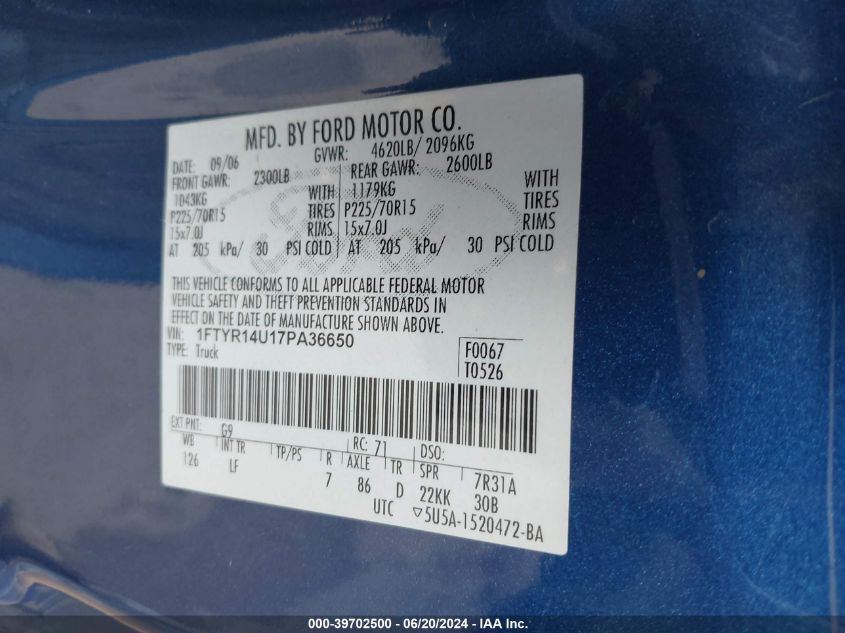 MFD. BY FORD MOTOR CO.
DATE: 09/06 GVWR: 4620LB/ 2096KG
FRONT GAWR: 2300LB REAR GAWR: 2600LB
1043KG WITH 1179KG WITH
P225/70R15 TIRES P225/70R15 TIRES
15x7.0J RIMS 15x7.0J RIMS
AT 205 kPa/ 30 PSI COLD AT 205 kPa/ 30 PSI COLD
THIS VEHICLE CONFORMS TO ALL APPLICABLE FEDERAL MOTOR
VEHICLE SAFETY AND THEFT PREVENTION STANDARDS IN
EFFECT ON THE DATE OF MANUFACTURE SHOWN ABOVE.
VIN: 1FTYR14U17PA36650 F0067
TYPE: Truck T0526
EXT PNT: G9 RC: 71 DSO:
WB INT TR TP/PS R AXLE TR SPR 7R31A
126 LF 7 86 D 22KK 30B
UTC ▽5U5A-1520472-BA
000-39702500 - 06/20/2024 - IAAI.com